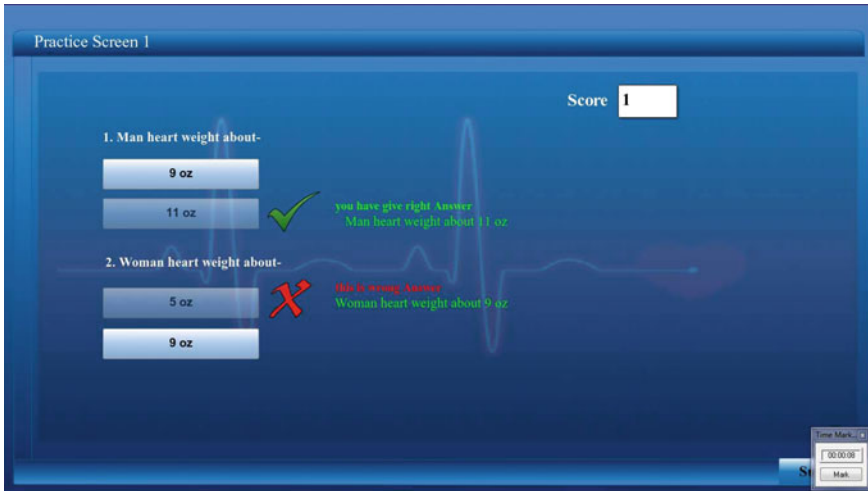 Practice Screen 1
Score 1
1. Man heart weight about-
9 oz
11 oz
you have give right Answer
Man heart weight about 11 oz
2. Woman heart weight about-
5 oz
this is wrong Answer
Woman heart weight about 9 oz
9 oz
Time Mark...
00:00:08
Mark